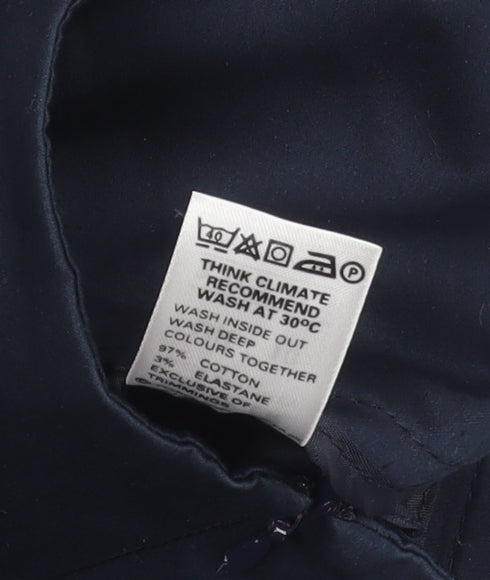 40
P
THINK CLIMATE
RECOMMEND
WASH AT 30°C
WASH INSIDE OUT
WASH DEEP
COLOURS TOGETHER
97% COTTON
3% ELASTANE
EXCLUSIVE OF
TRIMMINGS